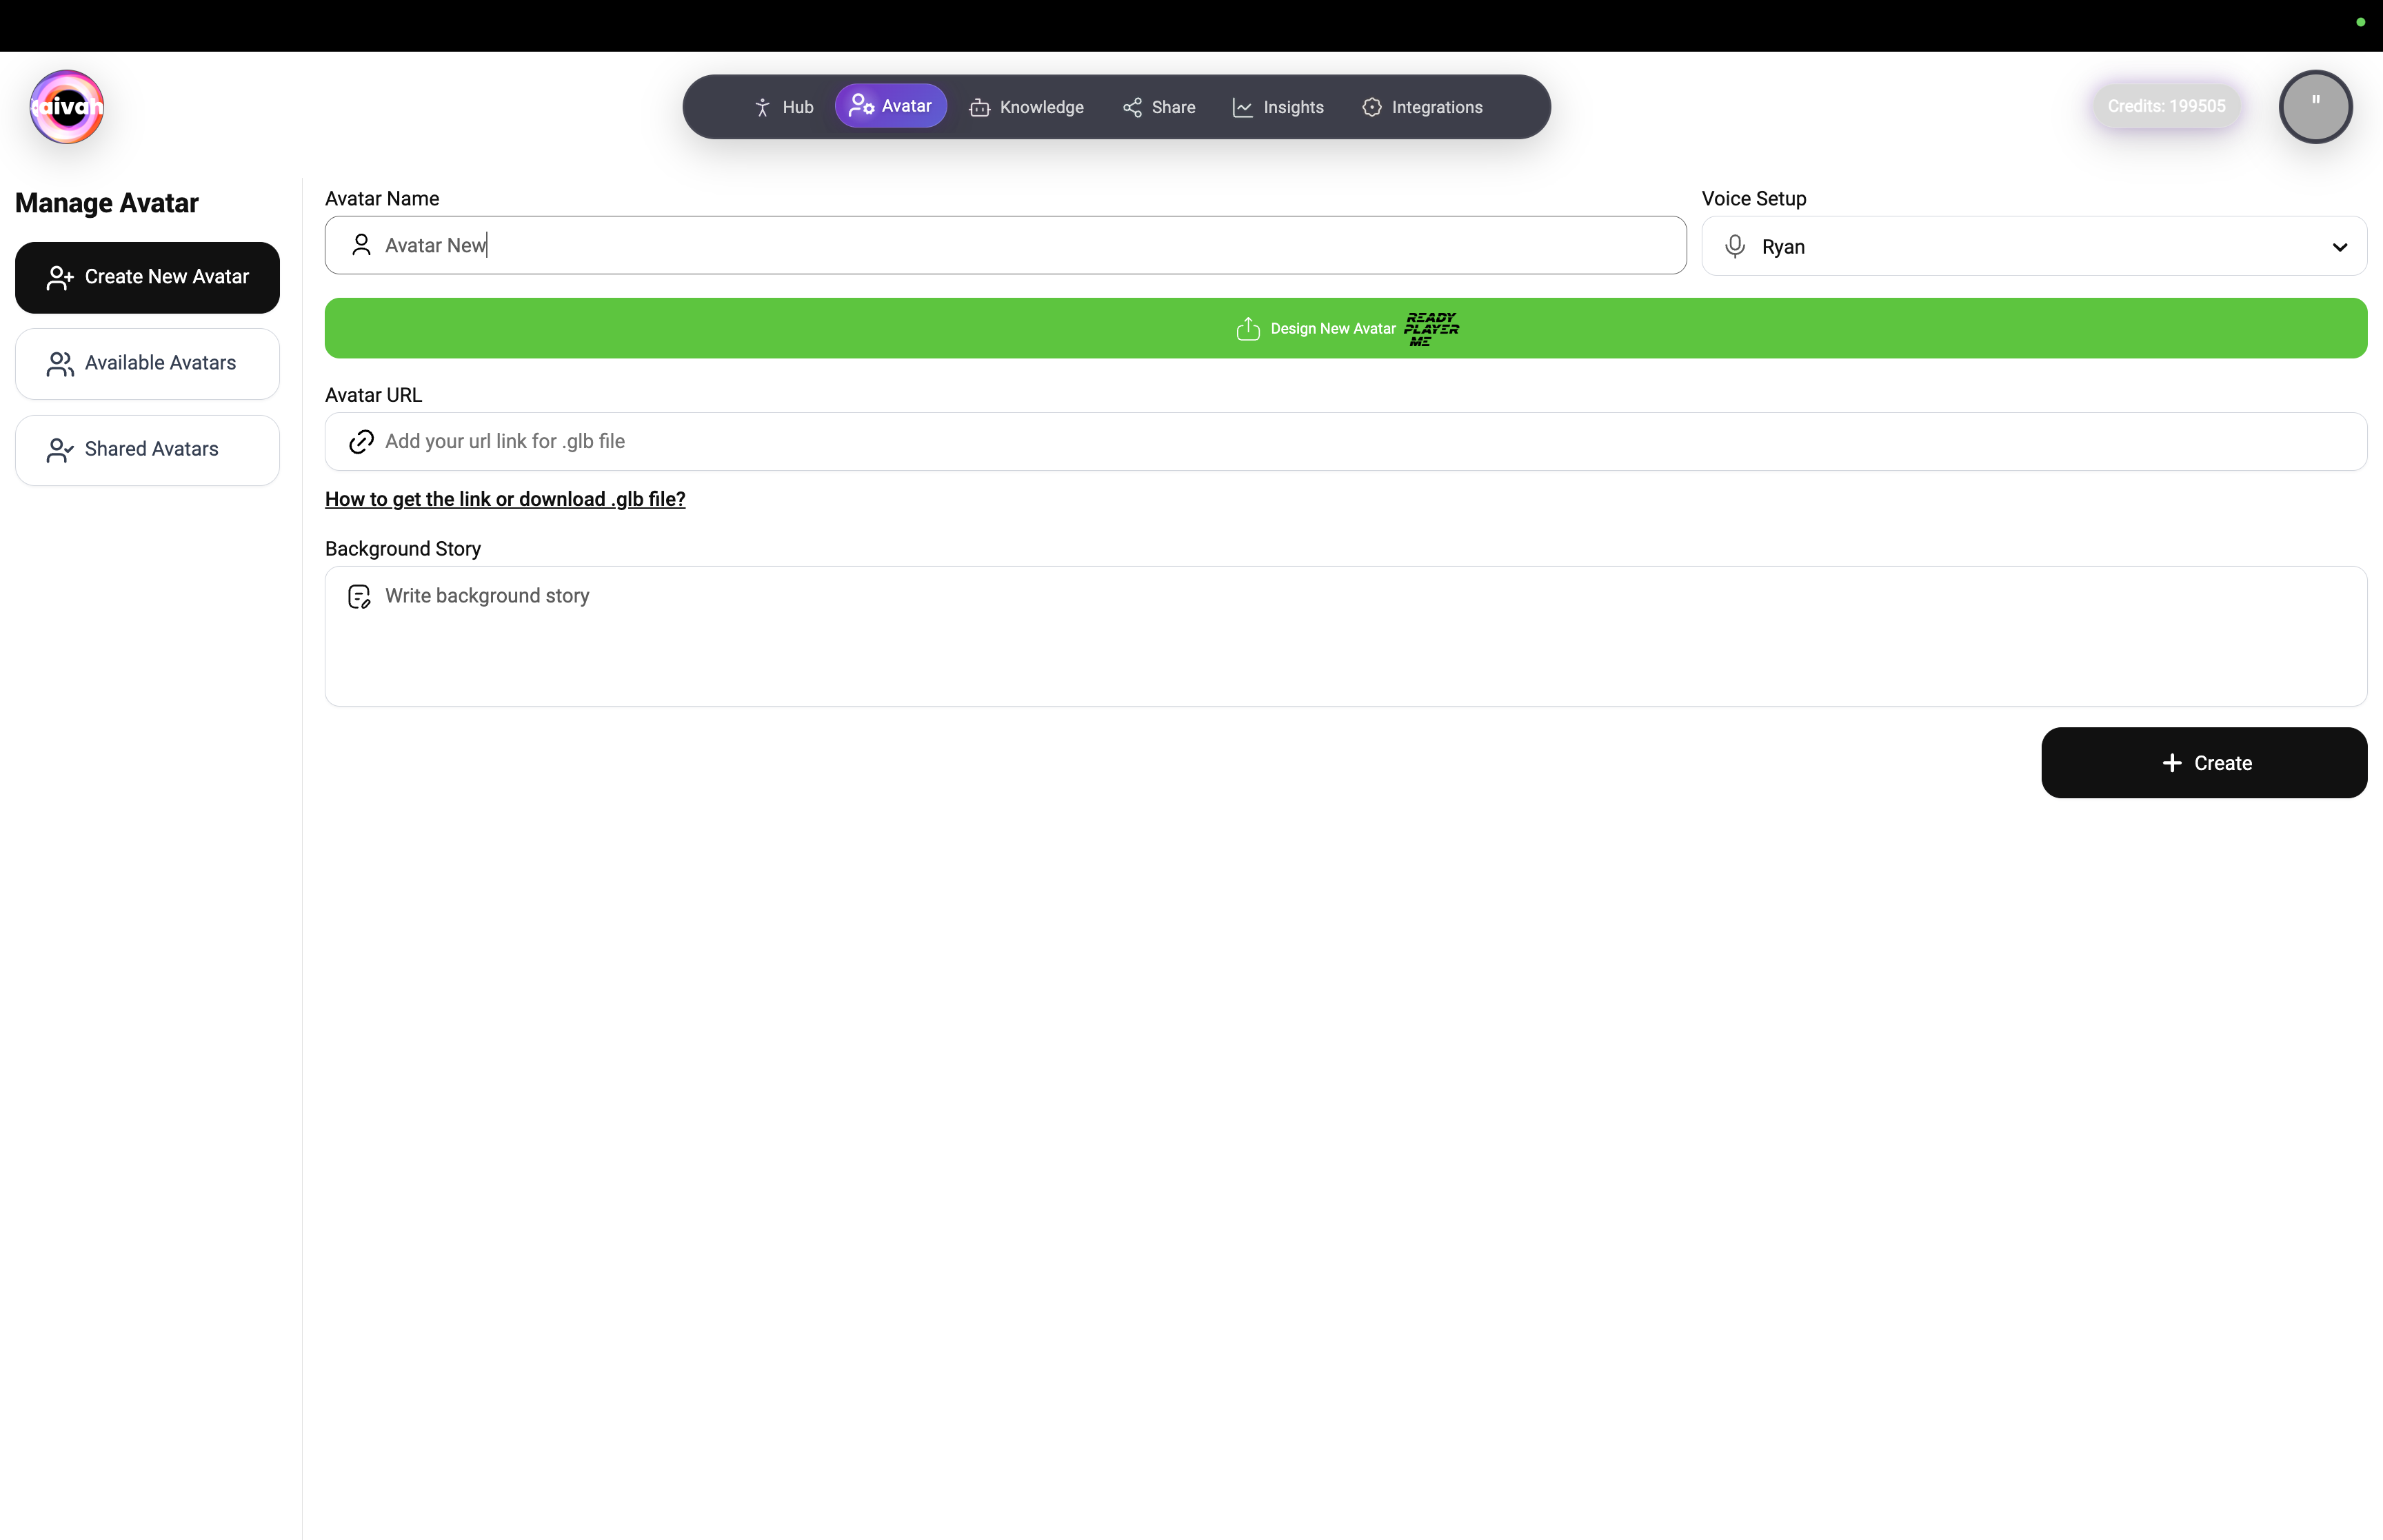 aivah
Hub
Avatar
Knowledge
Share
Insights
Integrations
Credits: 199505
"
Manage Avatar
Create New Avatar
Available Avatars
Shared Avatars
Avatar Name
Avatar New
Voice Setup
Ryan
Design New Avatar
READY
PLAYER
ME
Avatar URL
Add your url link for .glb file
How to get the link or download .glb file?
Background Story
Write background story
Create